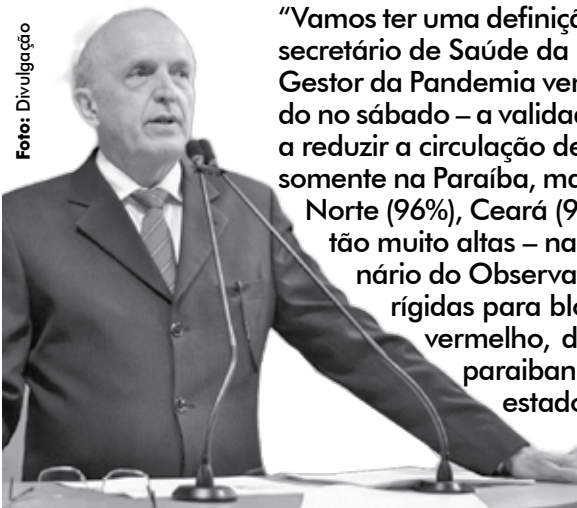 Foto: Divulgação
“Vamos ter uma definiçã
secretário de Saúde da
Gestor da Pandemia ver
do no sábado – a validad
a reduzir a circulação de
somente na Paraíba, ma
Norte (96%), Ceará (9
tão muito altas – na
nário do Observa
rígidas para blo
vermelho, d
paraiban
estado